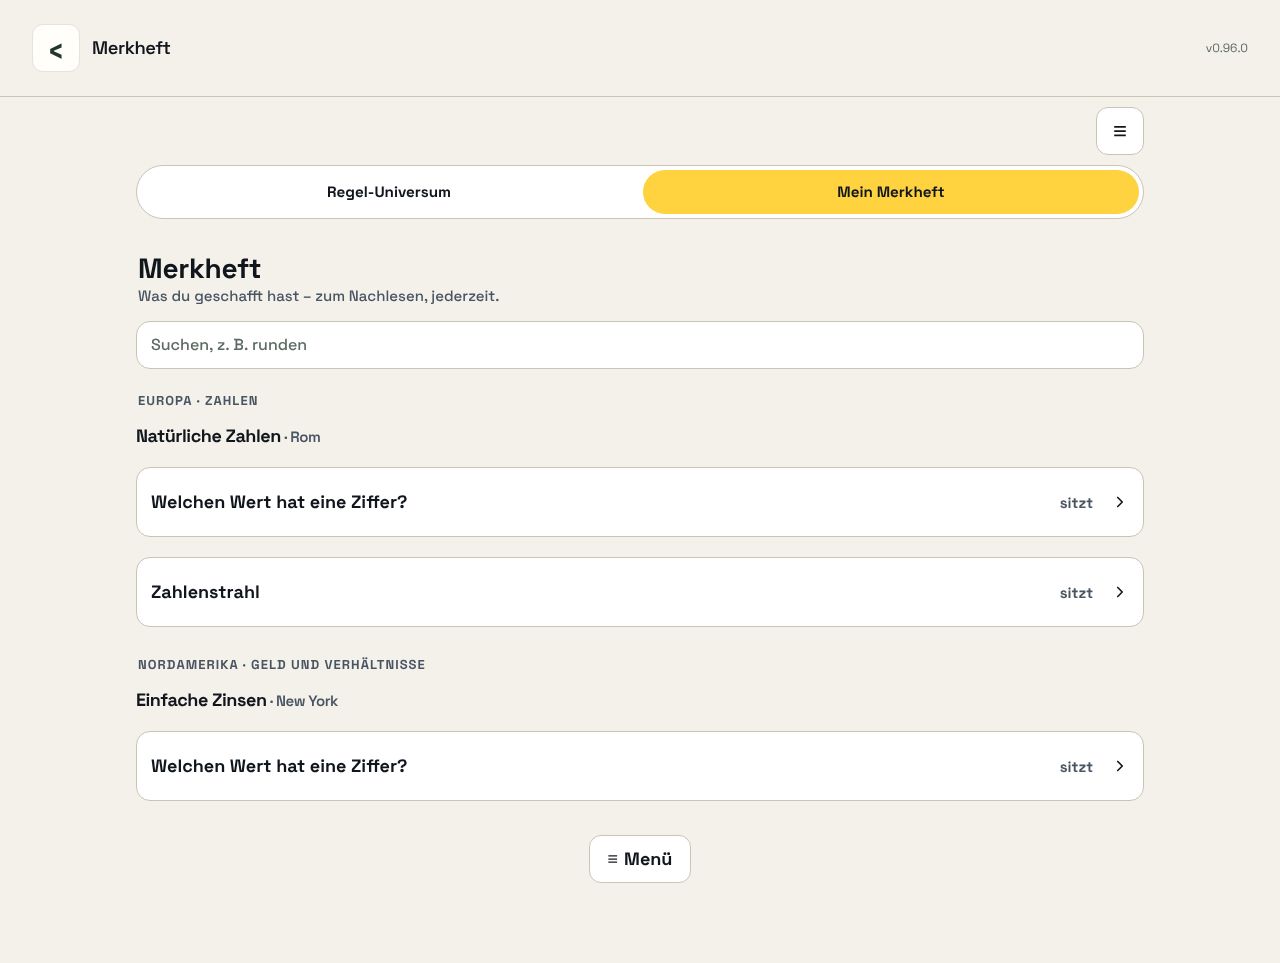 < Merkheft
v0.96.0
≡
Regel-Universum
Mein Merkheft
Merkheft
Was du geschafft hast – zum Nachlesen, jederzeit.
Suchen, z. B. runden
EUROPA · ZAHLEN
Natürliche Zahlen · Rom
Welchen Wert hat eine Ziffer?
sitzt
Zahlenstrahl
sitzt
NORDAMERIKA · GELD UND VERHÄLTNISSE
Einfache Zinsen · New York
Welchen Wert hat eine Ziffer?
sitzt
≡ Menü